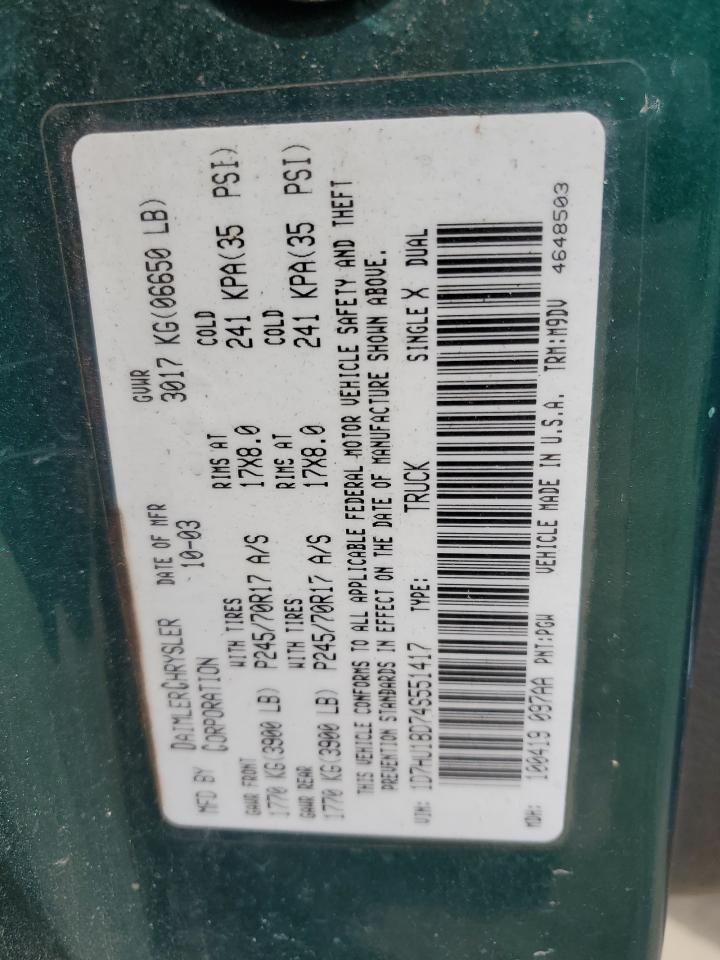 MFD BY DAIMLERCHRYSLER CORPORATION DATE OF MFR 10-03 GVWR 3017 KG(06650 LB)
GAWR FRONT WITH TIRES RIMS AT COLD
1770 KG(3900 LB) P245/70R17 A/S 17X8.0 241 KPA(35 PSI)
GAWR REAR WITH TIRES RIMS AT COLD
1770 KG(3900 LB) P245/70R17 A/S 17X8.0 241 KPA(35 PSI)
THIS VEHICLE CONFORMS TO ALL APPLICABLE FEDERAL MOTOR VEHICLE SAFETY AND THEFT
PREVENTION STANDARDS IN EFFECT ON THE DATE OF MANUFACTURE SHOWN ABOVE.
VIN: 1D7HU18D74S551417 TYPE: TRUCK SINGLE X DUAL
MDH: 100419 097AA PNT:PGW VEHICLE MADE IN U.S.A. TRM:M9DV 4648503